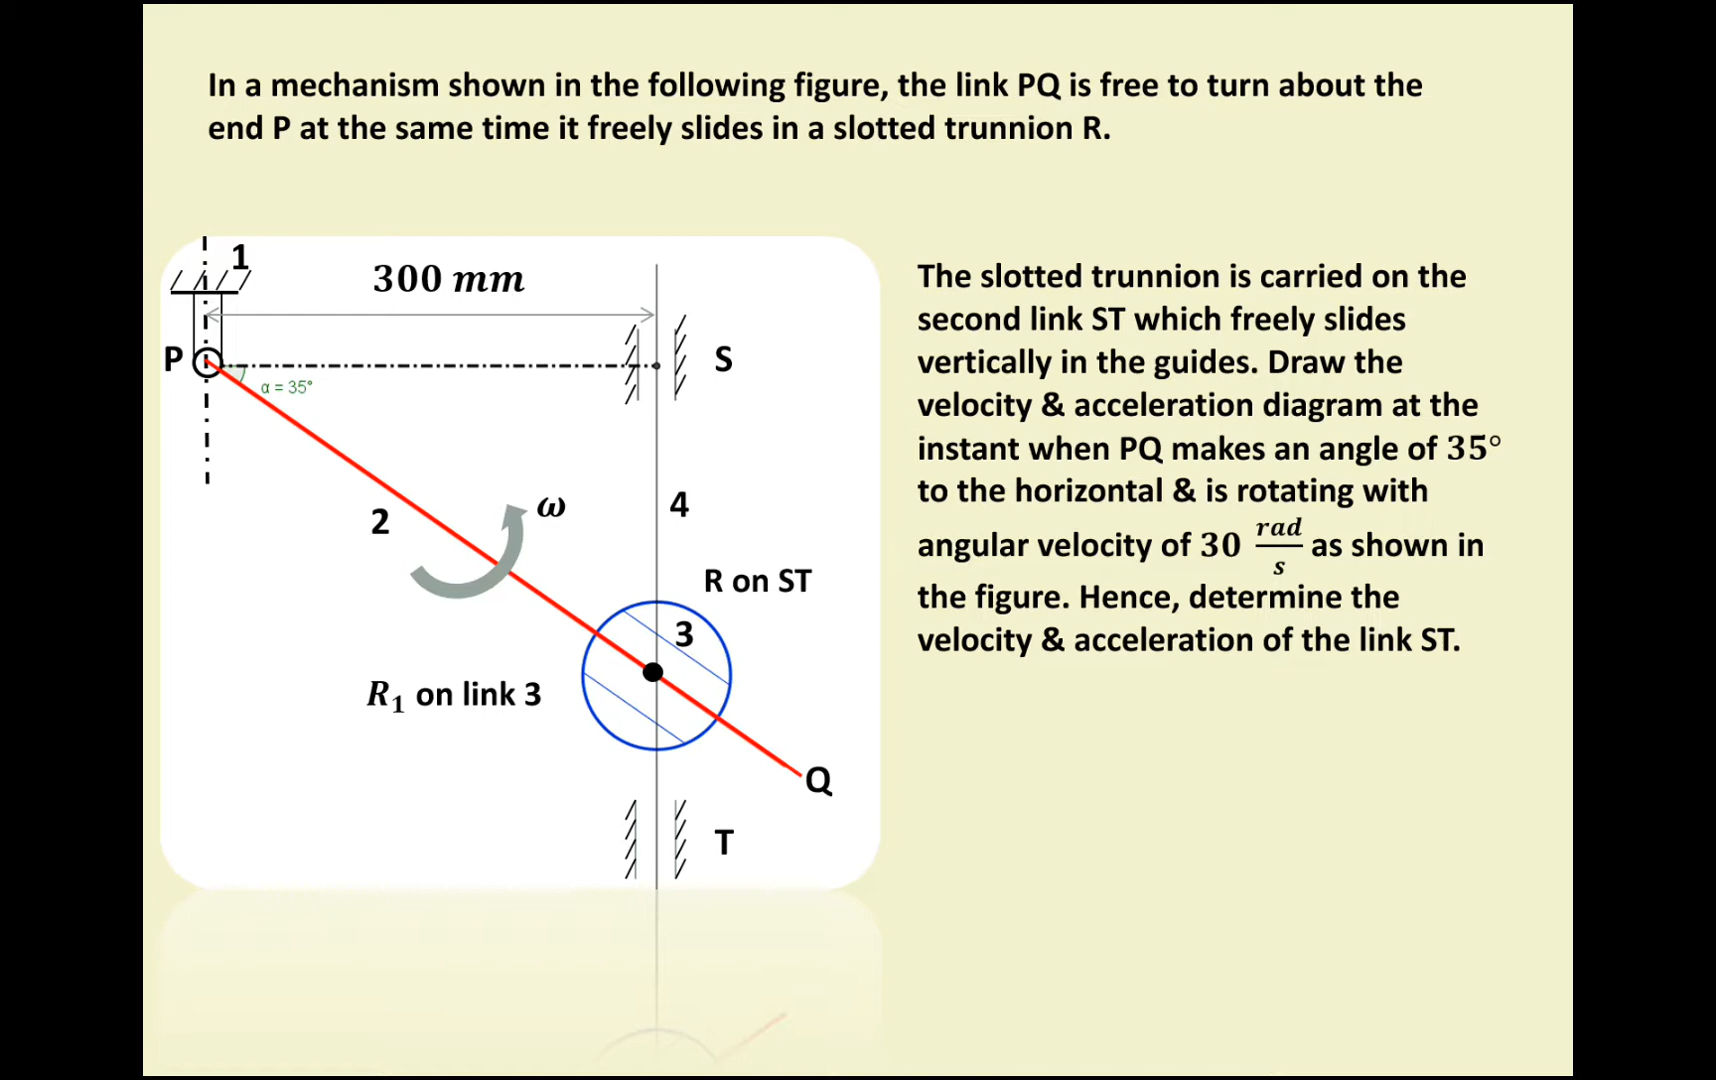 In a mechanism shown in the following figure, the link PQ is free to turn about the
end P at the same time it freely slides in a slotted trunnion R.
1
300 mm
P
S
α = 35°
2
ω
4
R on ST
3
R₁ on link 3
Q
T
The slotted trunnion is carried on the
second link ST which freely slides
vertically in the guides. Draw the
velocity & acceleration diagram at the
instant when PQ makes an angle of 35°
to the horizontal & is rotating with
angular velocity of 30 rad/s as shown in
the figure. Hence, determine the
velocity & acceleration of the link ST.